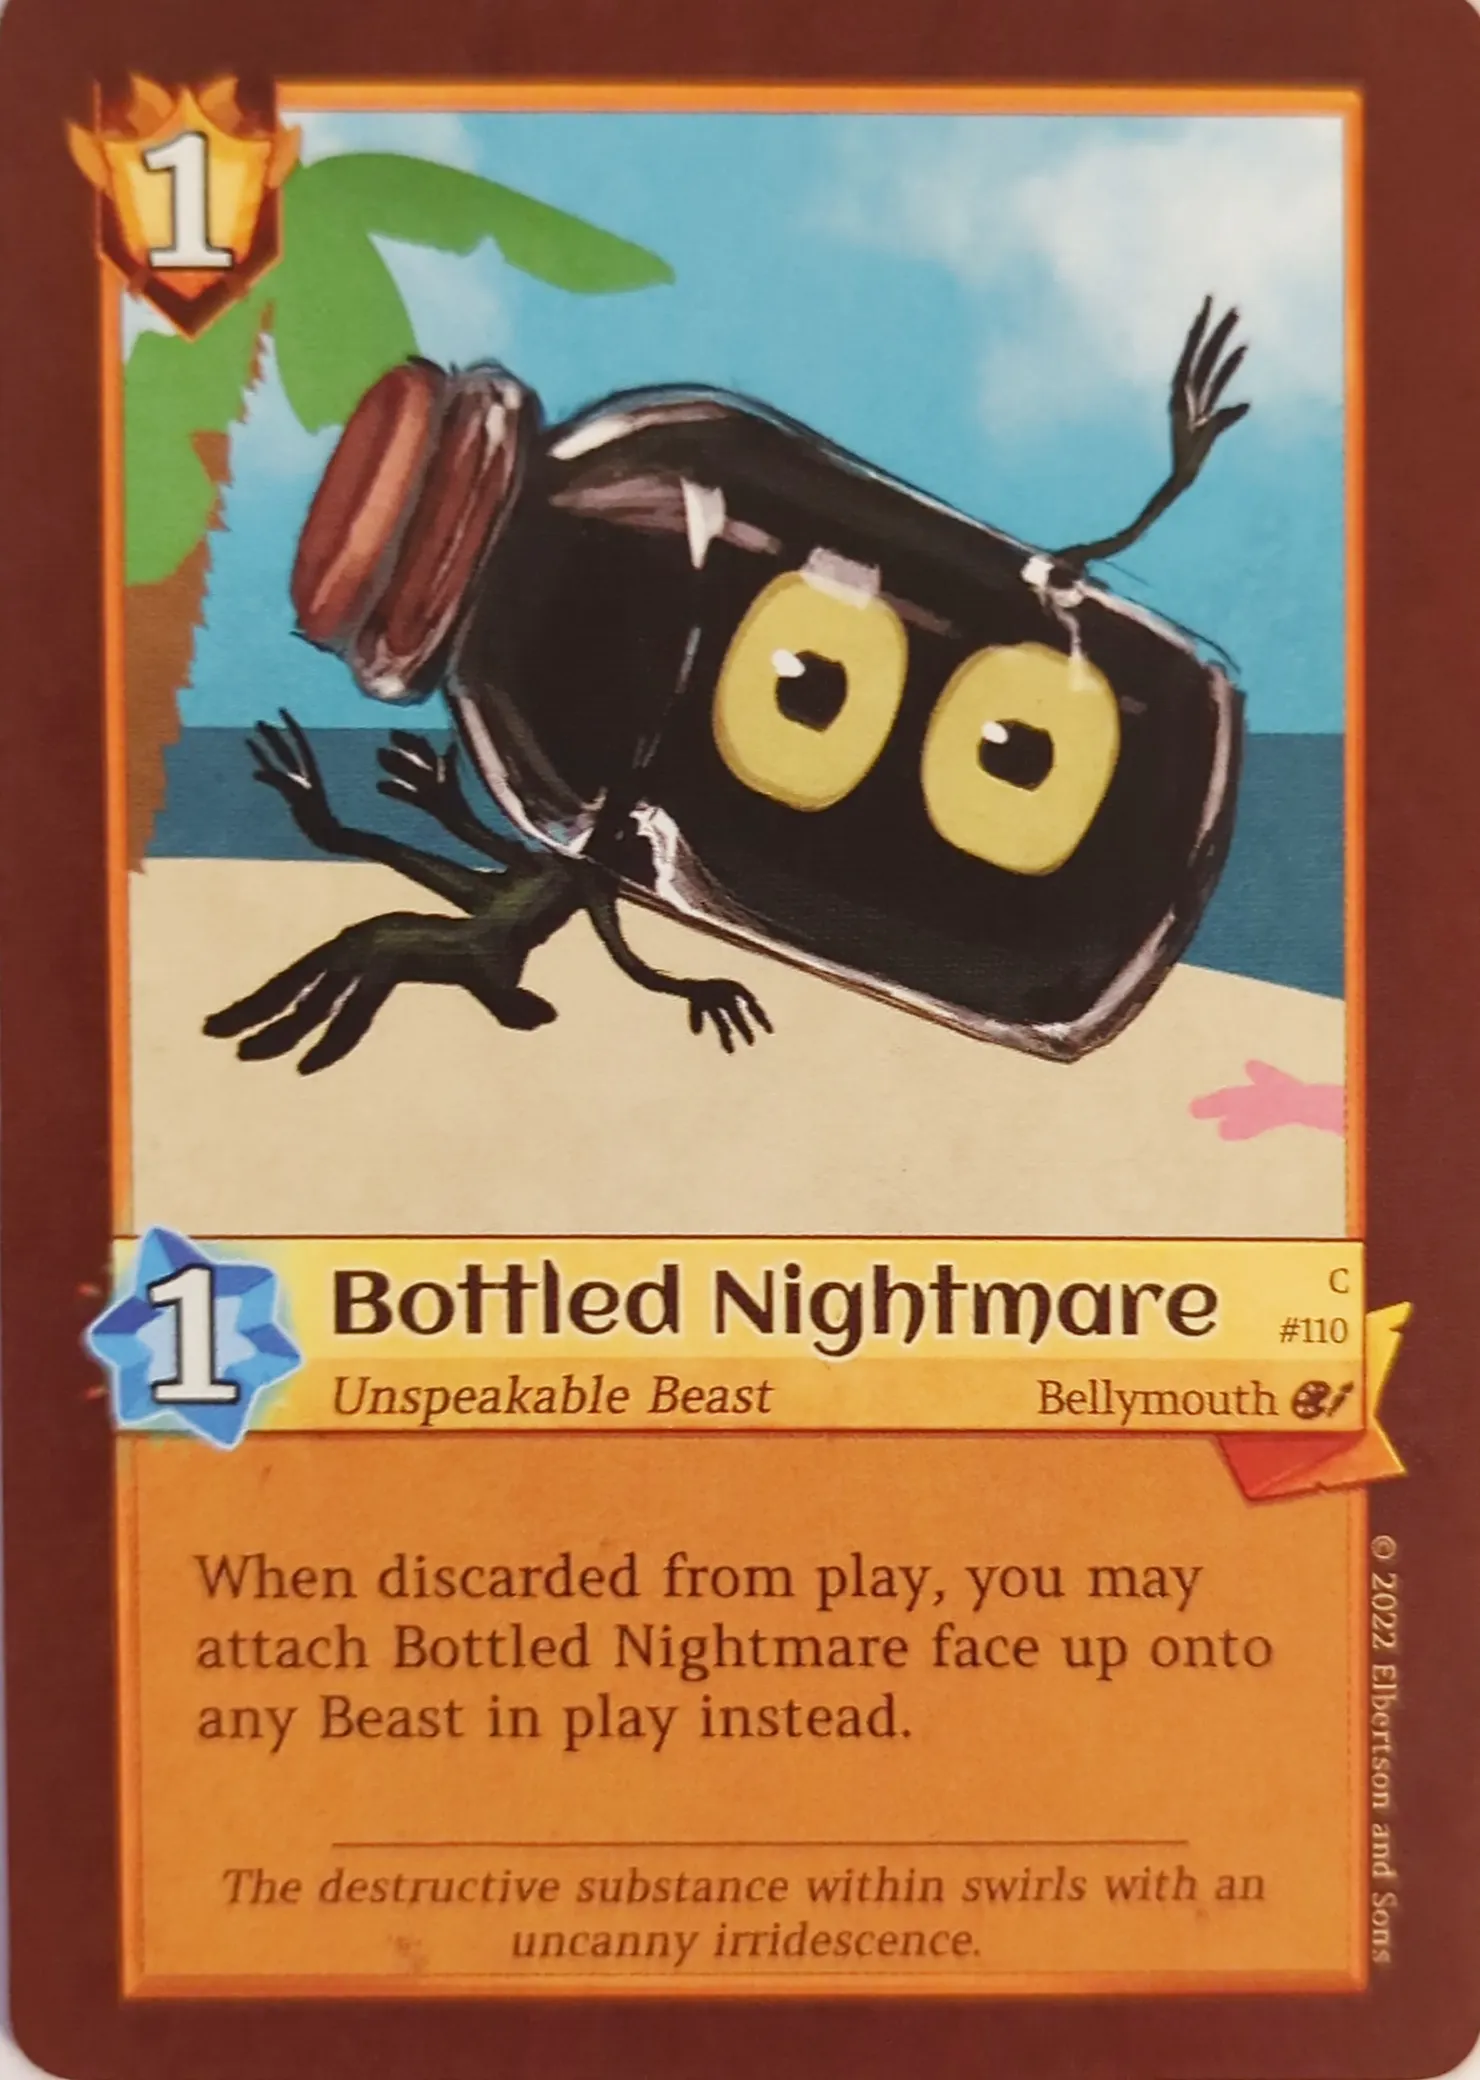 1
1
Bottled Nightmare
C
#110
Unspeakable Beast
Bellymouth
When discarded from play, you may
attach Bottled Nightmare face up onto
any Beast in play instead.
The destructive substance within swirls with an
uncanny irridescence.
© 2022 Elbertson and Sons